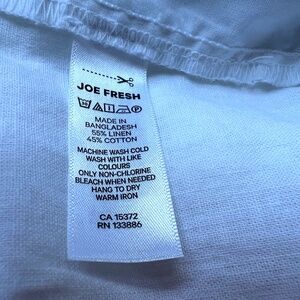 JOE FRESH
MADE IN
BANGLADESH
55% LINEN
45% COTTON
MACHINE WASH COLD
WASH WITH LIKE
COLOURS
ONLY NON-CHLORINE
BLEACH WHEN NEEDED
HANG TO DRY
WARM IRON
CA 15372
RN 133886